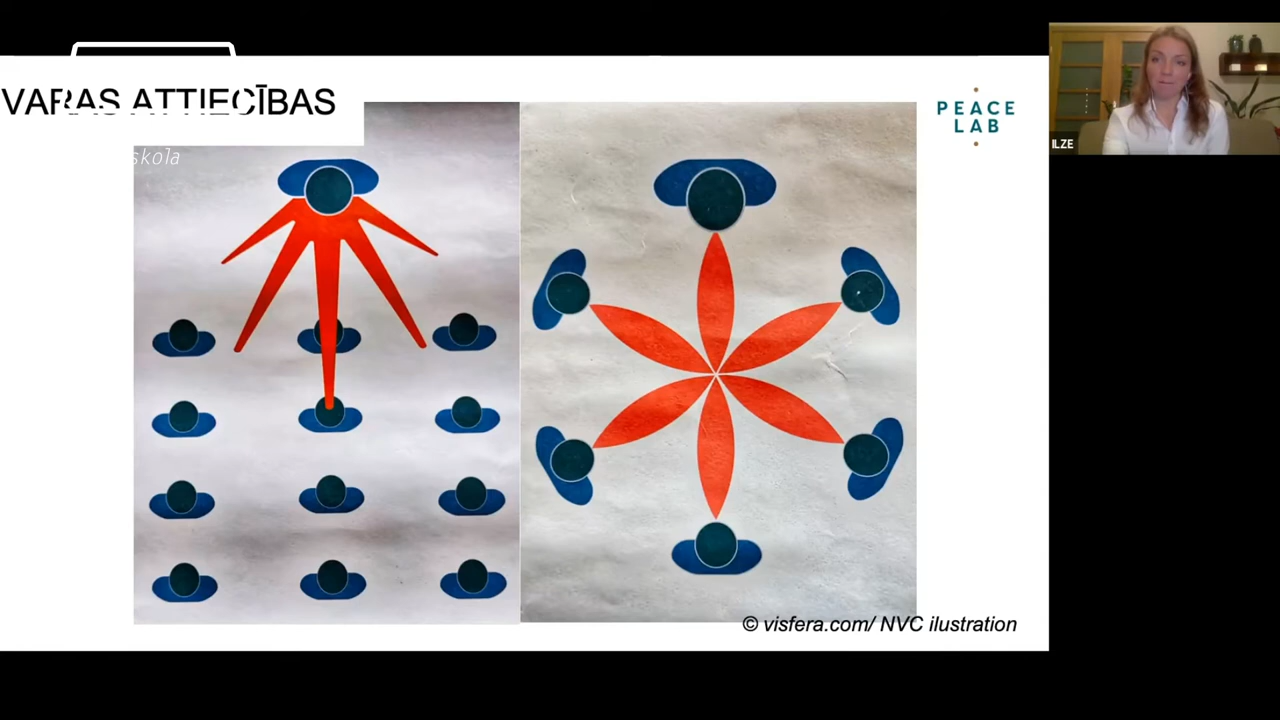 VARAS ATTIECĪBAS
skola
PEACE
LAB
ILZE
© visfera.com/ NVC ilustration